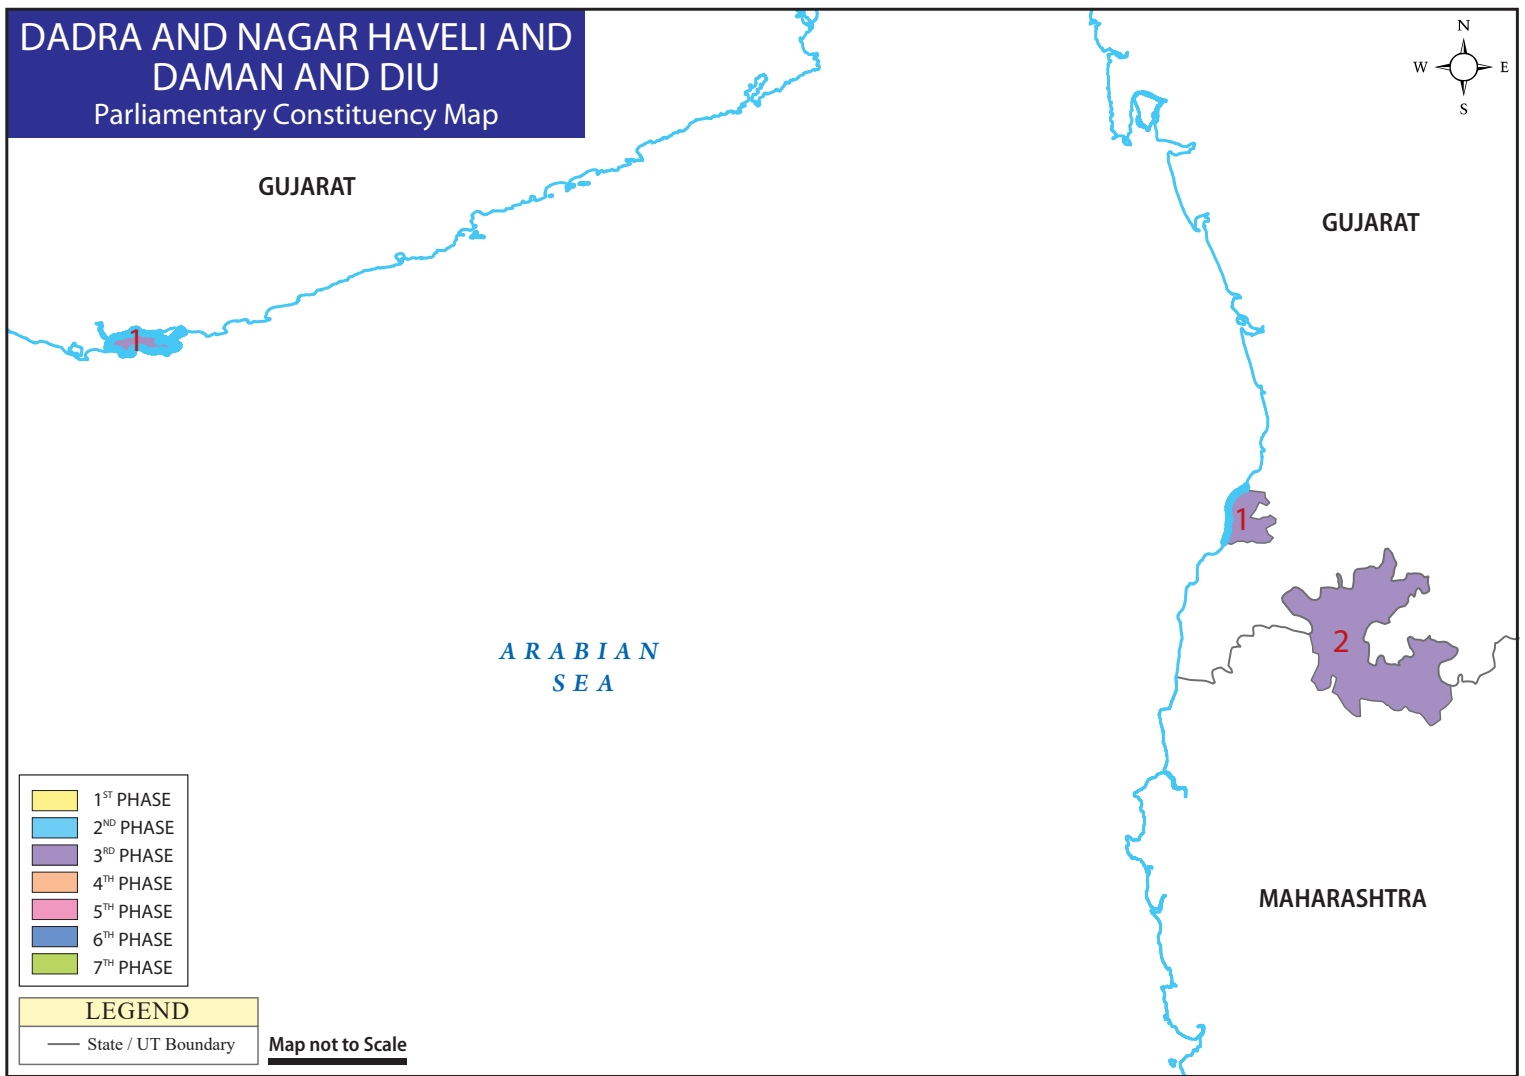 DADRA AND NAGAR HAVELI AND
DAMAN AND DIU
Parliamentary Constituency Map
N
W E
S
GUJARAT
GUJARAT
1
1
2
ARABIAN
SEA
1ST PHASE
2ND PHASE
3RD PHASE
4TH PHASE
5TH PHASE
6TH PHASE
7TH PHASE
MAHARASHTRA
LEGEND
State / UT Boundary
Map not to Scale